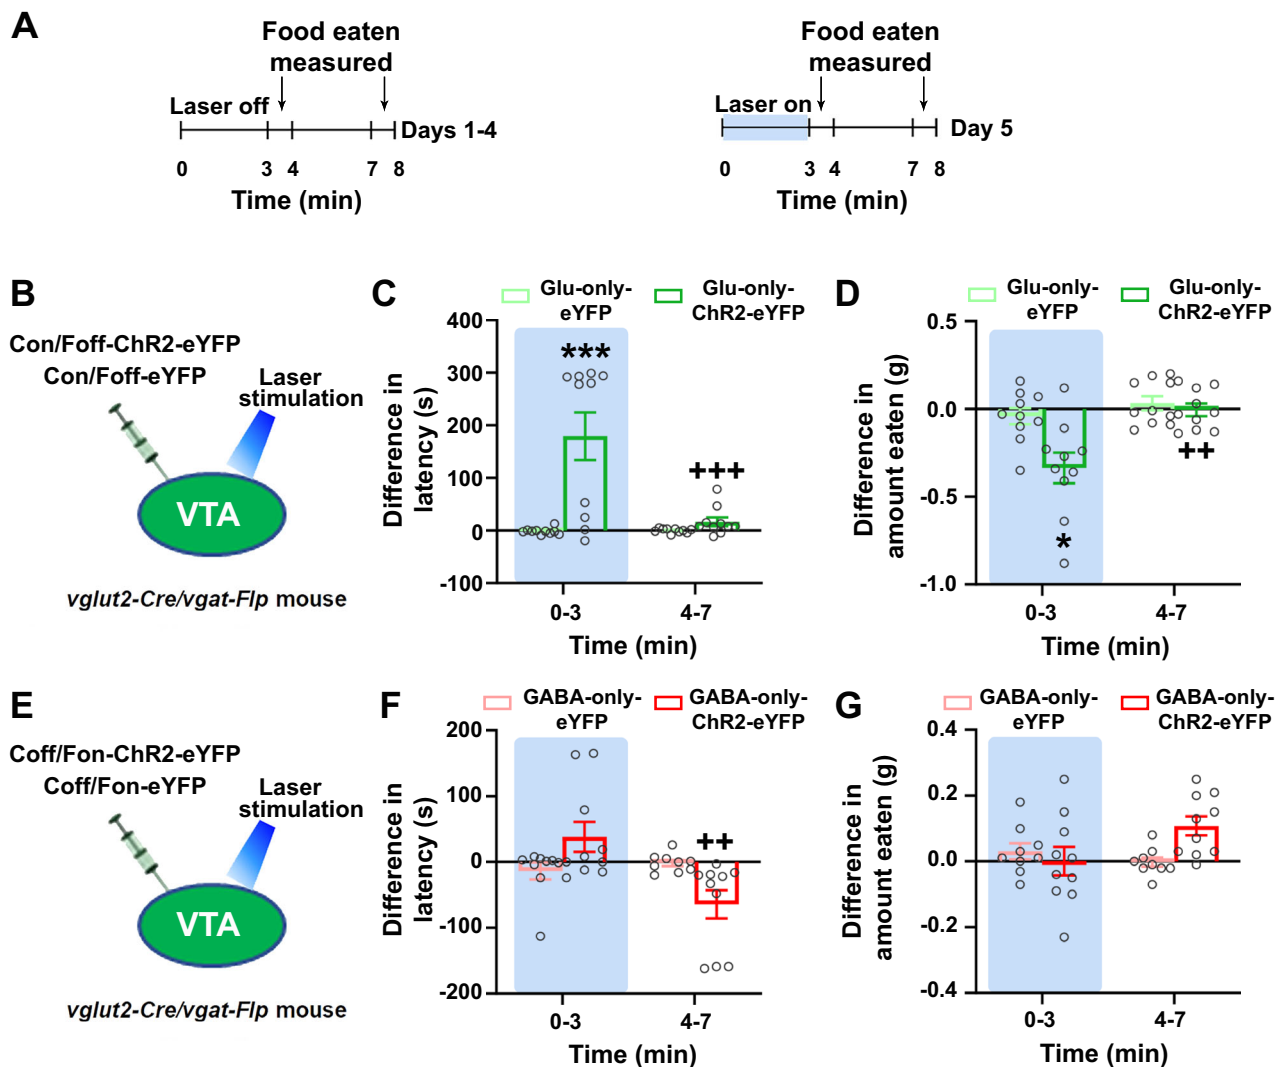 A
Food eaten
measured
Laser off
Days 1-4
0 3 4 7 8
Time (min)
Food eaten
measured
Laser on
Day 5
0 3 4 7 8
Time (min)
B
Con/Foff-ChR2-eYFP
Con/Foff-eYFP
Laser
stimulation
VTA
vglut2-Cre/vgat-Flp mouse
C
Glu-only-
eYFP
Glu-only-
ChR2-eYFP
Difference in
latency (s)
400
300
200
100
0
-100
***
+++
0-3 4-7
Time (min)
D
Glu-only-
eYFP
Glu-only-
ChR2-eYFP
Difference in
amount eaten (g)
0.5
0.0
-0.5
-1.0
*
++
0-3 4-7
Time (min)
E
Coff/Fon-ChR2-eYFP
Coff/Fon-eYFP
Laser
stimulation
VTA
vglut2-Cre/vgat-Flp mouse
F
GABA-only-
eYFP
GABA-only-
ChR2-eYFP
Difference in
latency (s)
200
100
0
-100
-200
++
0-3 4-7
Time (min)
G
GABA-only-
eYFP
GABA-only-
ChR2-eYFP
Difference in
amount eaten (g)
0.4
0.2
0.0
-0.2
-0.4
0-3 4-7
Time (min)